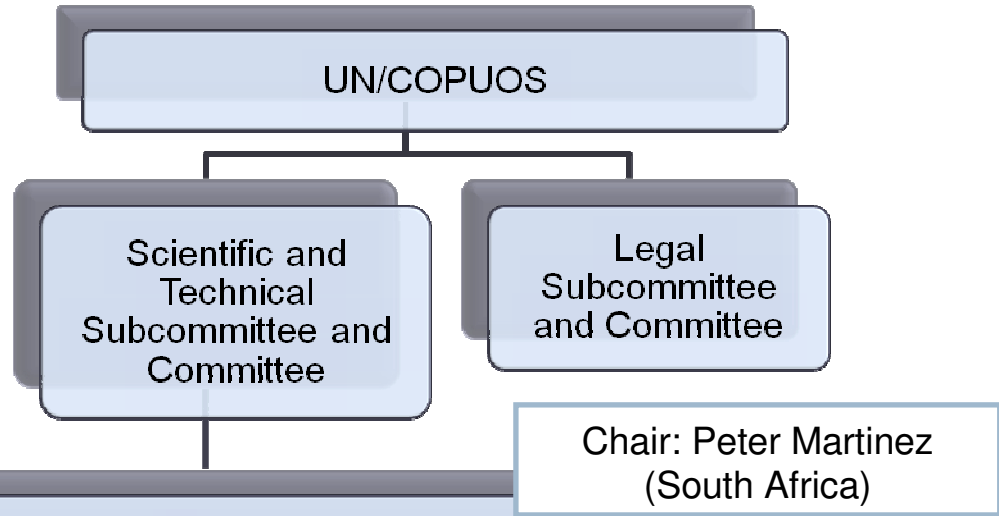 UN/COPUOS
Scientific and
Technical
Subcommittee and
Committee
Legal
Subcommittee
and Committee
Chair: Peter Martinez
(South Africa)